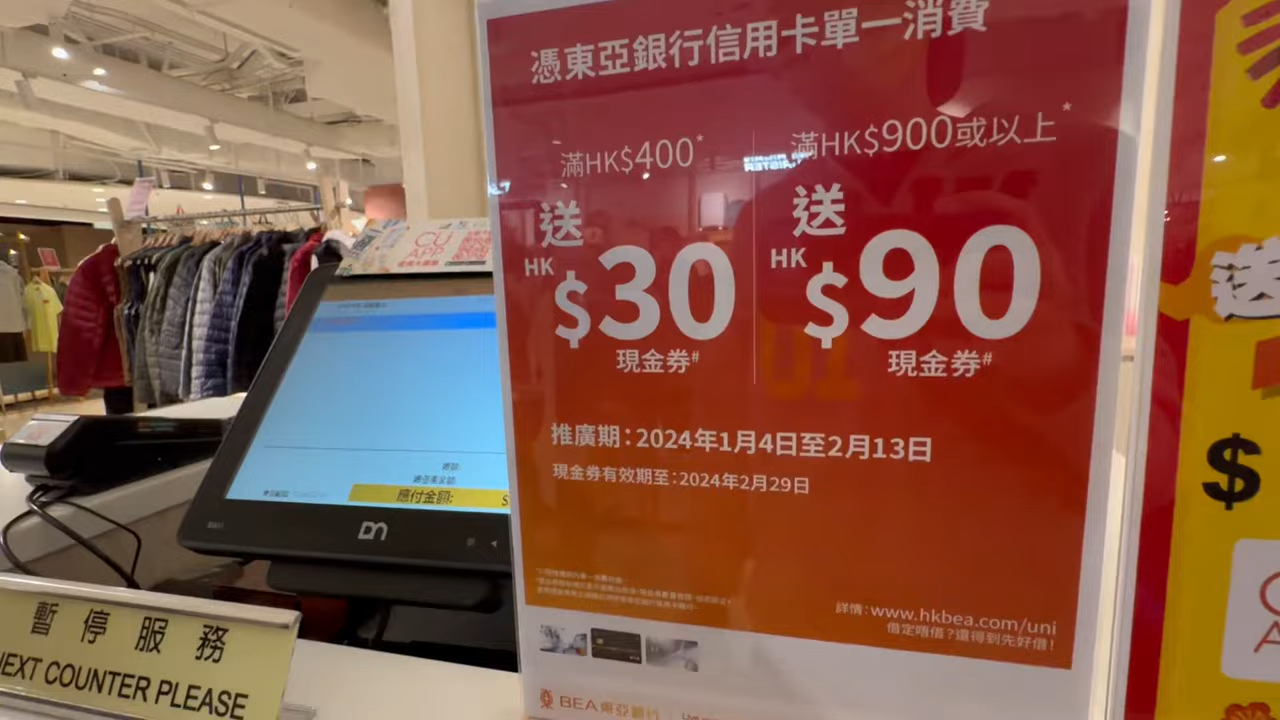 憑東亞銀行信用卡單一消費
滿HK$400*
送
HK
$30
現金券#
滿HK$900或以上*
送
HK
$90
現金券#
推廣期：2024年1月4日至2月13日
現金券有效期至：2024年2月29日
詳情：www.hkbea.com/uni
借定唔借？還得到先好借！
BEA東亞銀行
CU
APP
應付金額:
$
暫停服務
NEXT COUNTER PLEASE
送
$